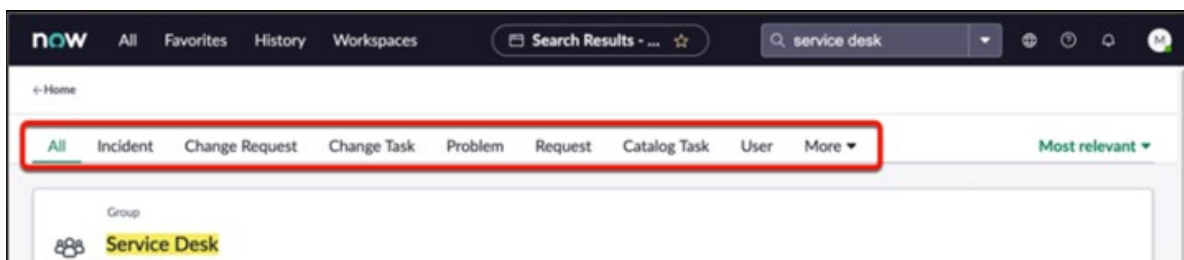 now All Favorites History Workspaces Search Results - ... service desk M
←Home
All Incident Change Request Change Task Problem Request Catalog Task User More ▾ Most relevant ▾
Group
Service Desk